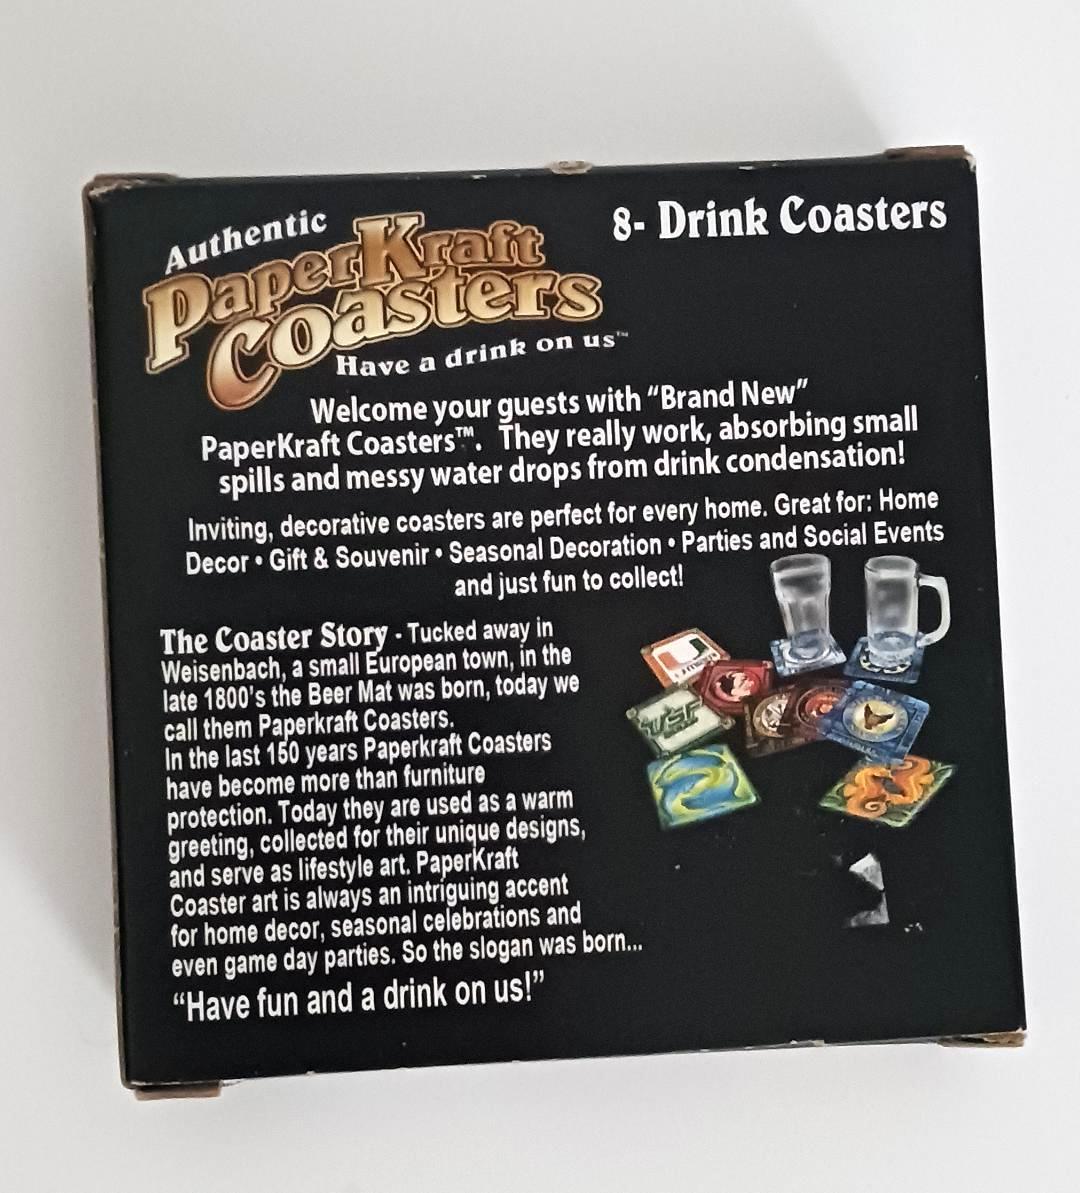 Authentic
PaperKraft
Coasters
Have a drink on us™
8- Drink Coasters
Welcome your guests with “Brand New”
PaperKraft Coasters™. They really work, absorbing small
spills and messy water drops from drink condensation!
Inviting, decorative coasters are perfect for every home. Great for: Home
Decor • Gift & Souvenir • Seasonal Decoration • Parties and Social Events
and just fun to collect!
The Coaster Story - Tucked away in
Weisenbach, a small European town, in the
late 1800's the Beer Mat was born, today we
call them Paperkraft Coasters.
In the last 150 years Paperkraft Coasters
have become more than furniture
protection. Today they are used as a warm
greeting, collected for their unique designs,
and serve as lifestyle art. PaperKraft
Coaster art is always an intriguing accent
for home decor, seasonal celebrations and
even game day parties. So the slogan was born...
“Have fun and a drink on us!”
USF